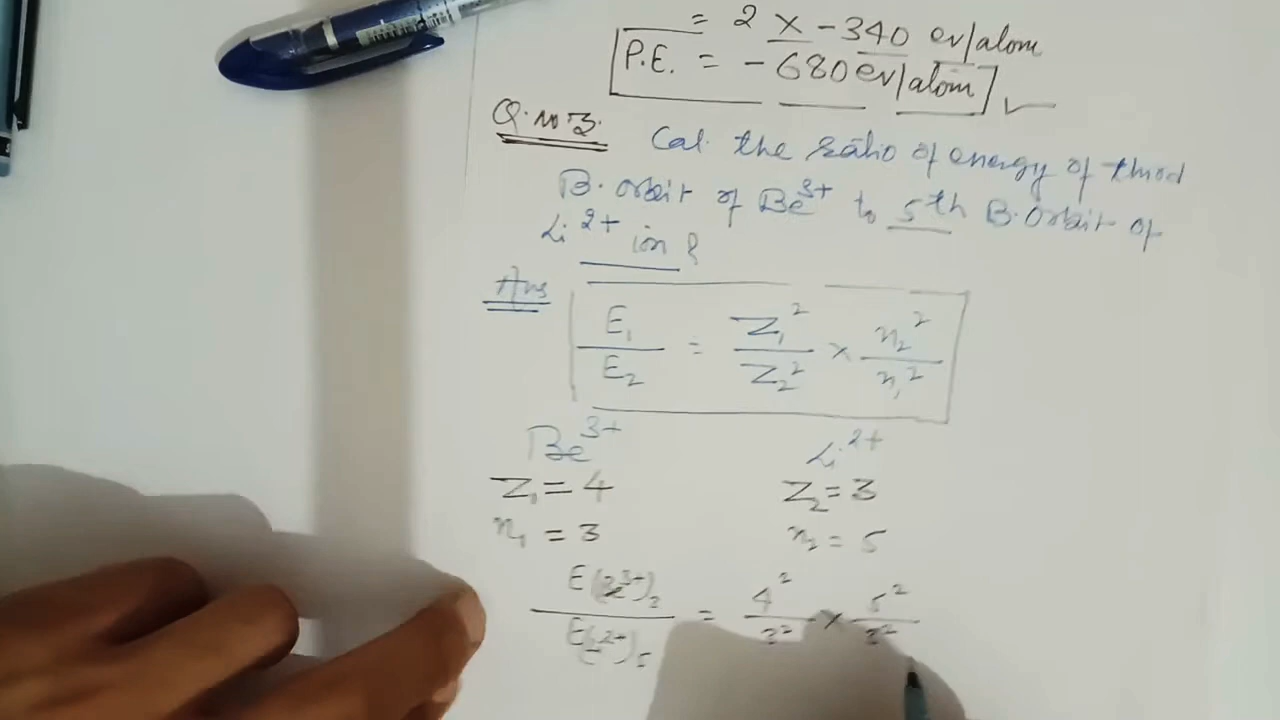 = 2 x -340 ev/atom
P.E. = -680 ev/atom
Q.No3. Cal. the ratio of energy of third
B.orbit of Be3+ to 5th B.Orbit of
Li2+ ion ?
Ans
E1/E2 = Z1²/Z2² × n2²/n1²
Be3+ Li2+
Z1 = 4 Z2 = 3
n1 = 3 n2 = 5
= 4²/3² × 5²/3²